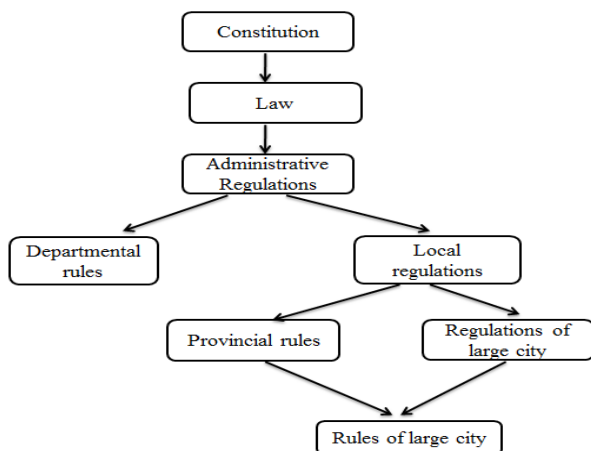 Constitution
Law
Administrative
Regulations
Departmental
rules
Local
regulations
Provincial rules
Regulations of
large city
Rules of large city